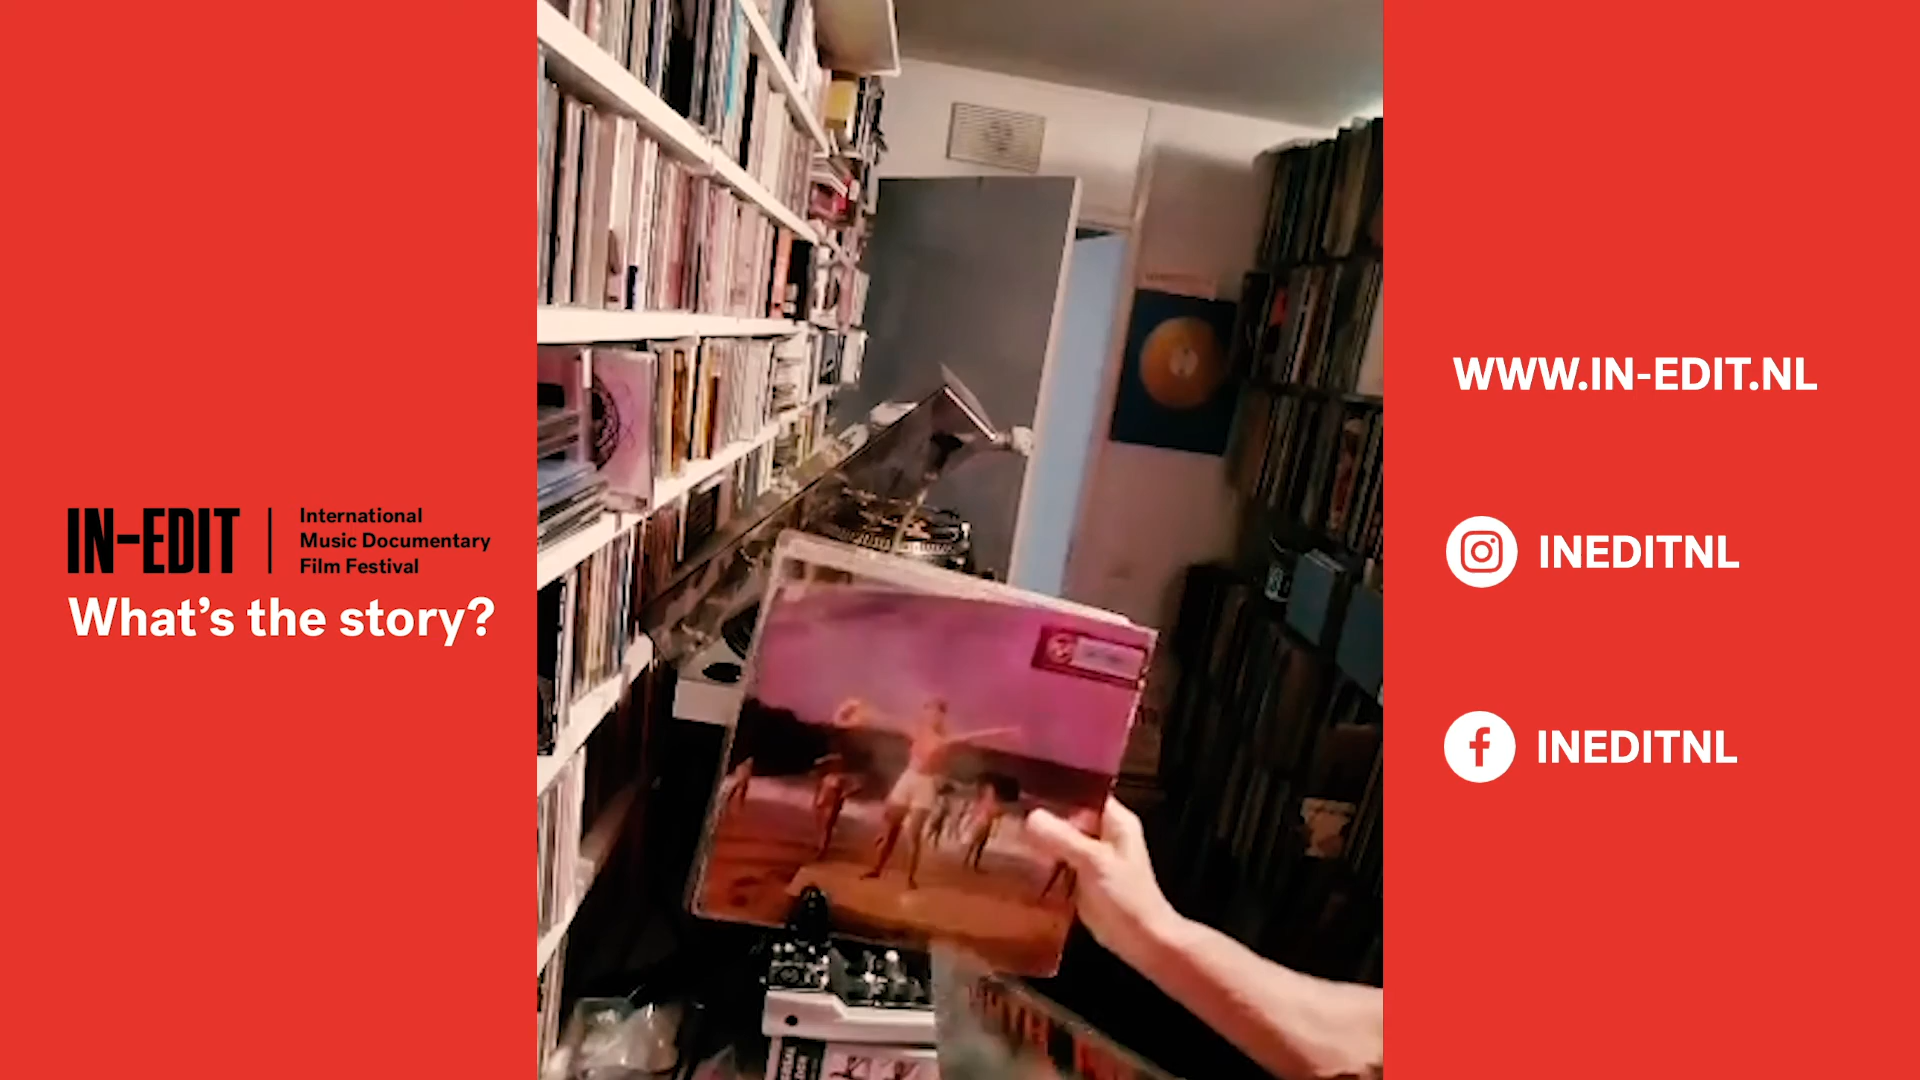 IN-EDIT
International
Music Documentary
Film Festival
What's the story?
WWW.IN-EDIT.NL
INEDITNL
INEDITNL